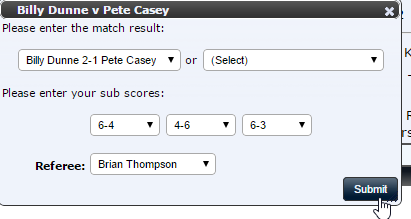 Billy Dunne v Pete Casey
Please enter the match result:
Billy Dunne 2-1 Pete Casey or (Select)
Please enter your sub scores:
6-4 4-6 6-3
Referee: Brian Thompson
Submit